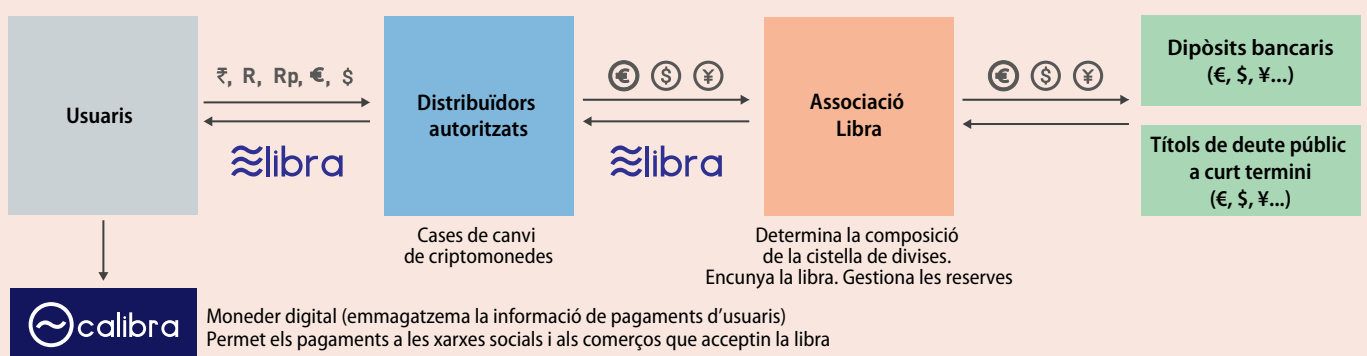 Usuaris
₹, R, Rp, €, $
libra
Distribuïdors
autoritzats
Cases de canvi
de criptomonedes
€ $ ¥
libra
Associació
Libra
Determina la composició
de la cistella de divises.
Encunya la libra. Gestiona les reserves
€ $ ¥
Dipòsits bancaris
(€, $, ¥...)
Títols de deute públic
a curt termini
(€, $, ¥...)
calibra
Moneder digital (emmagatzema la informació de pagaments d’usuaris)
Permet els pagaments a les xarxes socials i als comerços que acceptin la libra